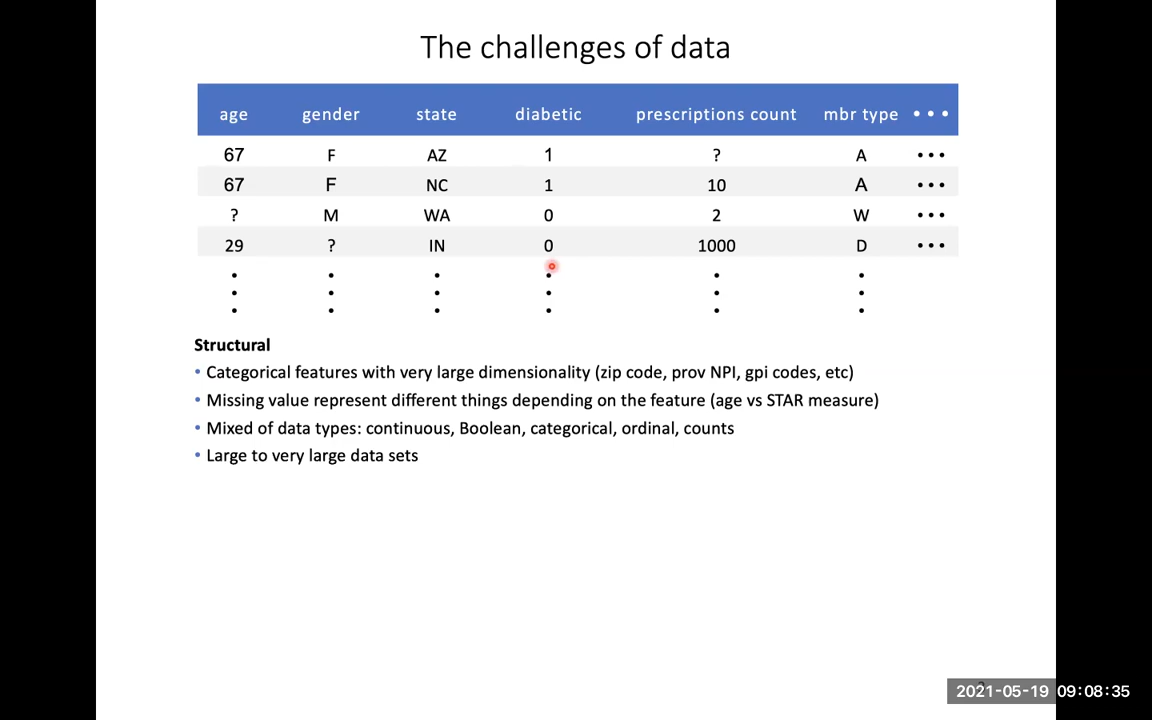 The challenges of data
age gender state diabetic prescriptions count mbr type • • •
67 F AZ 1 ? A •••
67 F NC 1 10 A •••
? M WA 0 2 W •••
29 ? IN 0 1000 D •••
Structural
• Categorical features with very large dimensionality (zip code, prov NPI, gpi codes, etc)
• Missing value represent different things depending on the feature (age vs STAR measure)
• Mixed of data types: continuous, Boolean, categorical, ordinal, counts
• Large to very large data sets
2021-05-19 09:08:35